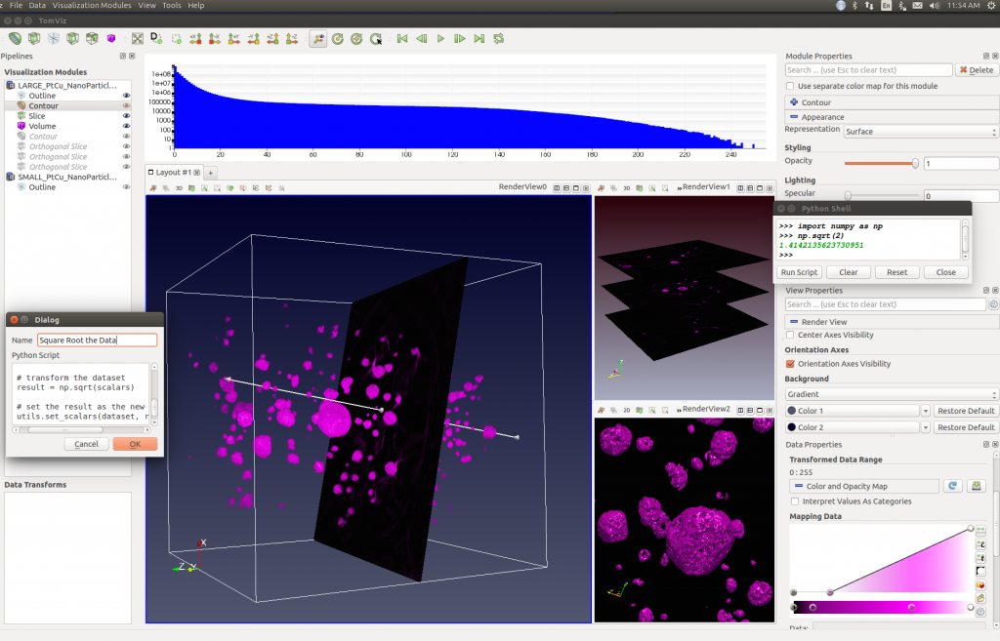 File Data Visualization Modules View Tools Help
En
11:54 AM
TomViz
Pipelines
Visualization Modules
LARGE_PtCu_NanoParticl...
Outline
Contour
Slice
Volume
Contour
Orthogonal Slice
Orthogonal Slice
Orthogonal Slice
SMALL_PtCu_NanoParticl...
Outline
1e+08
1e+07
1e+06
100000
10000
1000
100
10
1
0 20 40 60 80 100 120 140 160 180 200 220 240
Layout #1
+
3D
RenderView0
3D
RenderView1
2D
RenderView2
X
Z
Y
Dialog
Name Square Root the Data
Python Script
# transform the dataset
result = np.sqrt(scalars)
# set the result as the new
utils.set_scalars(dataset, r
Cancel OK
Data Transforms
Module Properties
Search ... (use Esc to clear text) Delete
Use separate color map for this module
Contour
Appearance
Representation Surface
Styling
Opacity 1
Lighting
Specular 0
Python Shell
>>> import numpy as np
>>> np.sqrt(2)
1.4142135623730951
>>>
Run Script Clear Reset Close
View Properties
Search ... (use Esc to clear text)
Render View
Center Axes Visibility
Orientation Axes
Orientation Axes Visibility
Background
Gradient
Color 1 Restore Default
Color 2 Restore Default
Data Properties
Transformed Data Range
0 : 255
Color and Opacity Map
Interpret Values As Categories
Mapping Data
Data: